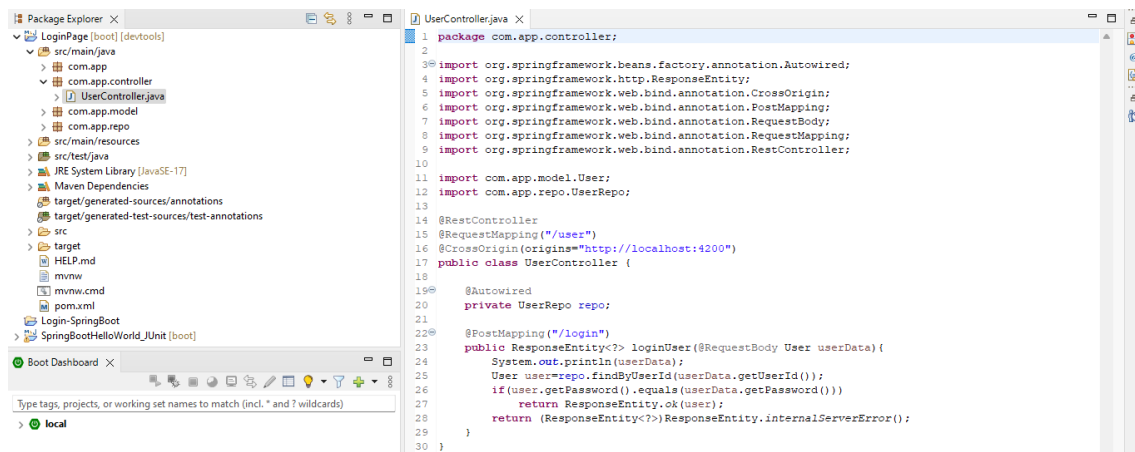 Package Explorer
LoginPage [boot] [devtools]
src/main/java
com.app
com.app.controller
UserController.java
com.app.model
com.app.repo
src/main/resources
src/test/java
JRE System Library [JavaSE-17]
Maven Dependencies
target/generated-sources/annotations
target/generated-test-sources/test-annotations
src
target
HELP.md
mvnw
mvnw.cmd
pom.xml
Login-SpringBoot
SpringBootHelloWorld_JUnit [boot]
Boot Dashboard
Type tags, projects, or working set names to match (incl. * and ? wildcards)
local
UserController.java
1 package com.app.controller;
2
3 import org.springframework.beans.factory.annotation.Autowired;
4 import org.springframework.http.ResponseEntity;
5 import org.springframework.web.bind.annotation.CrossOrigin;
6 import org.springframework.web.bind.annotation.PostMapping;
7 import org.springframework.web.bind.annotation.RequestBody;
8 import org.springframework.web.bind.annotation.RequestMapping;
9 import org.springframework.web.bind.annotation.RestController;
10
11 import com.app.model.User;
12 import com.app.repo.UserRepo;
13
14 @RestController
15 @RequestMapping("/user")
16 @CrossOrigin(origins="http://localhost:4200")
17 public class UserController {
18
19 @Autowired
20 private UserRepo repo;
21
22 @PostMapping("/login")
23 public ResponseEntity<?> loginUser(@RequestBody User userData){
24 System.out.println(userData);
25 User user=repo.findByUserId(userData.getUserId());
26 if(user.getPassword().equals(userData.getPassword()))
27 return ResponseEntity.ok(user);
28 return (ResponseEntity<?>)ResponseEntity.internalServerError();
29 }
30 }